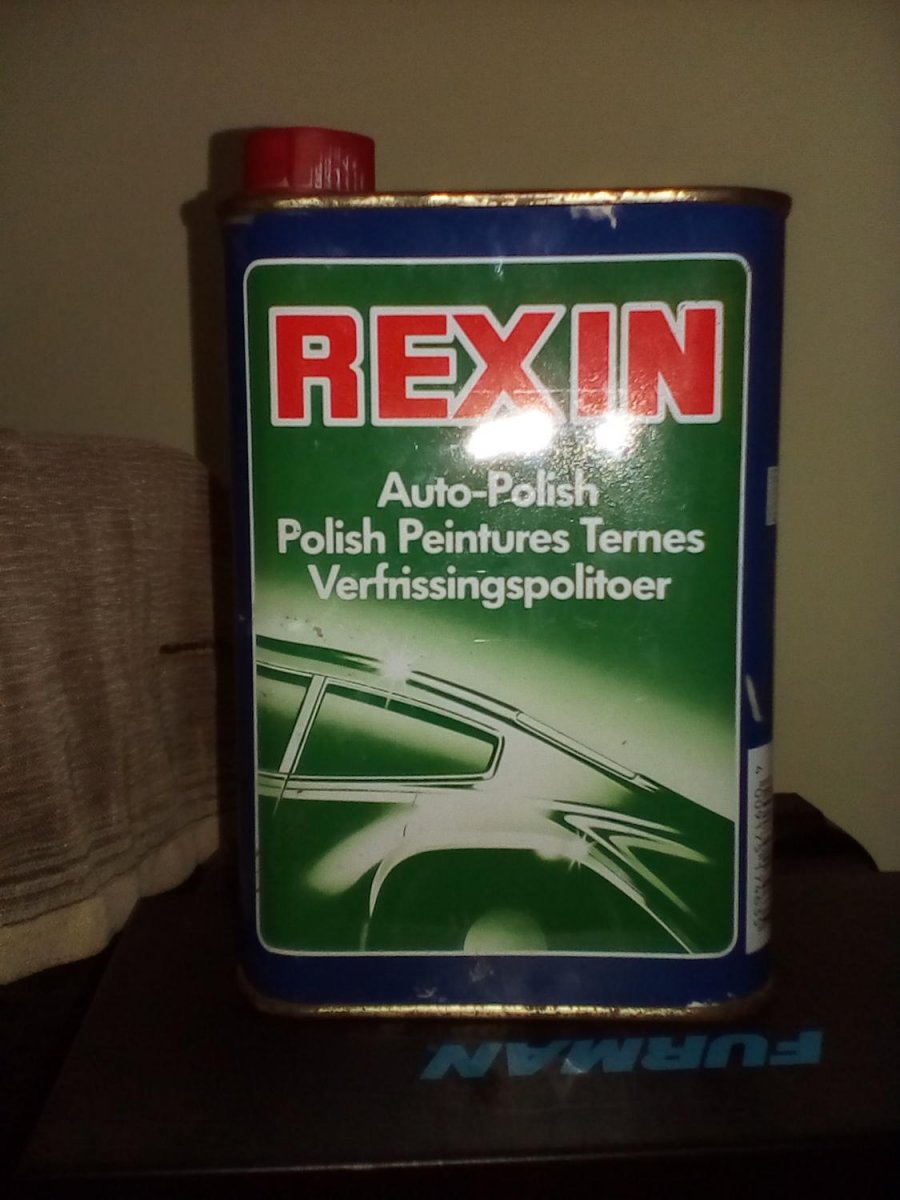 REXIN
Auto-Polish
Polish Peintures Ternes
Verfrissingspolitoer
FURMAN